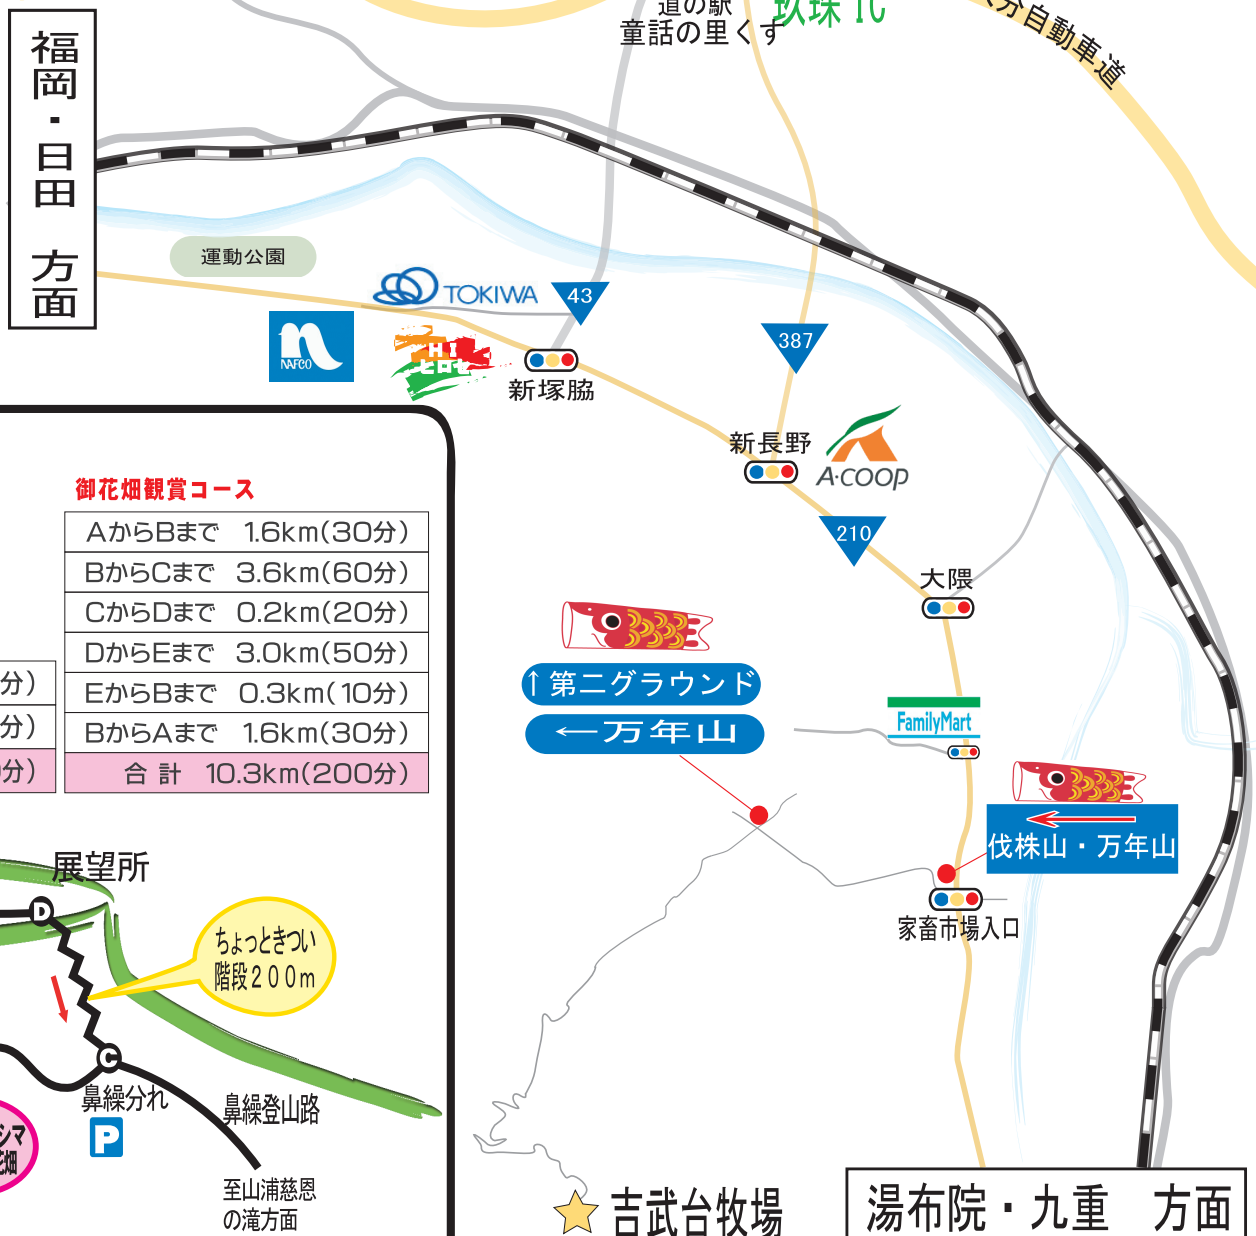 道の駅
童話の里くす
玖珠IC
大分自動車道
福岡・日田　方面
運動公園
TOKIWA
43
387
NAFCO
HI
ヒロセ
新塚脇
新長野
A·COOP
210
大隈
御花畑観賞コース
AからBまで　1.6km(30分)
BからCまで　3.6km(60分)
CからDまで　0.2km(20分)
DからEまで　3.0km(50分)
EからBまで　0.3km(10分)
BからAまで　1.6km(30分)
合 計　10.3km(200分)
分)
分)
分)
↑第二グラウンド
←万年山
FamilyMart
伐株山・万年山
家畜市場入口
展望所
D
ちょっときつい
階段200m
C
鼻繰分れ
P
鼻繰登山路
シマ
花畑
至山浦慈恩
の滝方面
吉武台牧場
湯布院・九重　方面